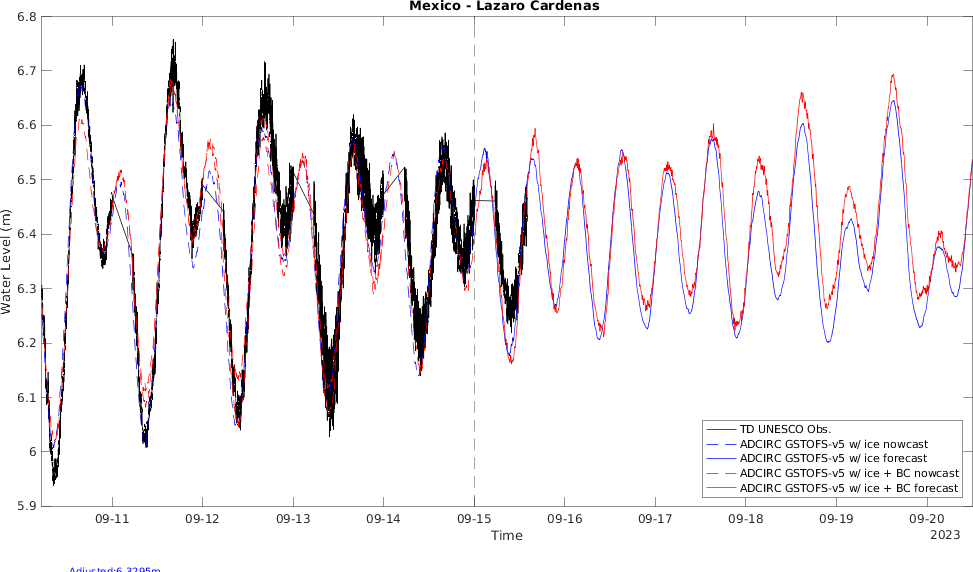 Mexico - Lazaro Cardenas
6.8
6.7
6.6
6.5
6.4
6.3
6.2
6.1
6
5.9
Water Level (m)
09-11
09-12
09-13
09-14
09-15
09-16
09-17
09-18
09-19
09-20
Time
2023
TD UNESCO Obs.
ADCIRC GSTOFS-v5 w/ ice nowcast
ADCIRC GSTOFS-v5 w/ ice forecast
ADCIRC GSTOFS-v5 w/ ice + BC nowcast
ADCIRC GSTOFS-v5 w/ ice + BC forecast
Adjusted:6.3295m